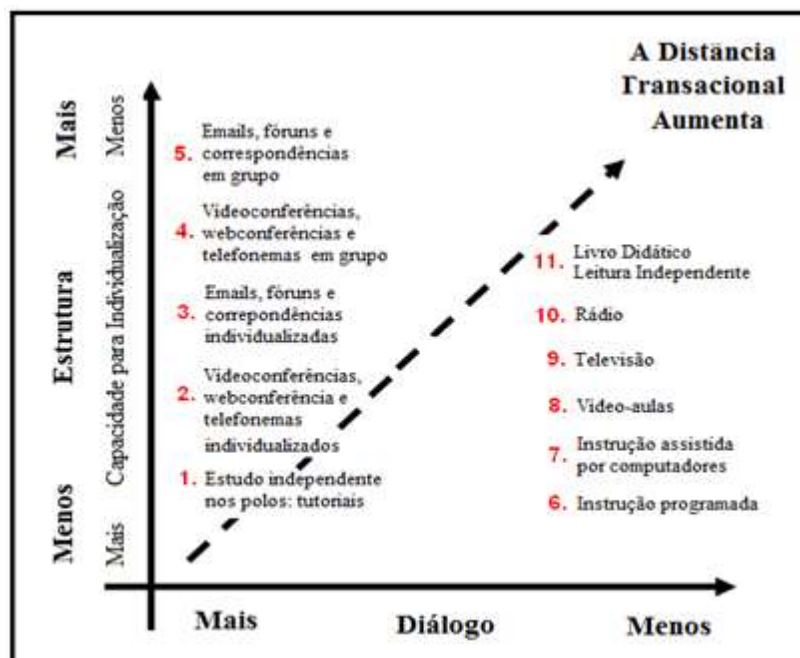 A Distância
Transacional
Aumenta
Mais
Menos
5. Emails, fóruns e
correspondências
em grupo
4. Videoconferências,
webconferências e
telefonemas em grupo
3. Emails, fóruns e
correpondências
individualizadas
2. Videoconferências,
webconferência e
telefonemas
individualizados
1. Estudo independente
nos polos: tutoriais
11. Livro Didático
Leitura Independente
10. Rádio
9. Televisão
8. Video-aulas
7. Instrução assistida
por computadores
6. Instrução programada
Estrutura
Capacidade para Individualização
Menos
Mais
Mais
Diálogo
Menos